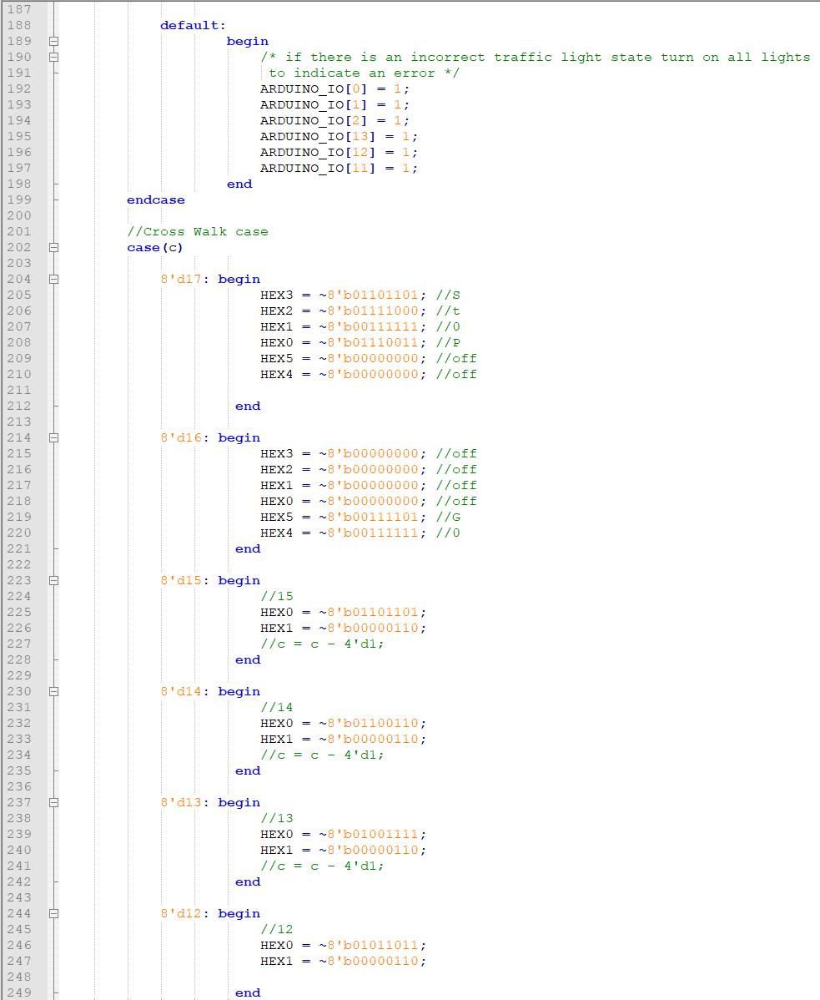 187
188 default:
189 begin
190 /* if there is an incorrect traffic light state turn on all lights
191 to indicate an error */
192 ARDUINO_IO[0] = 1;
193 ARDUINO_IO[1] = 1;
194 ARDUINO_IO[2] = 1;
195 ARDUINO_IO[13] = 1;
196 ARDUINO_IO[12] = 1;
197 ARDUINO_IO[11] = 1;
198 end
199 endcase
200
201 //Cross Walk case
202 case(c)
203
204 8'd17: begin
205 HEX3 = ~8'b01101101; //S
206 HEX2 = ~8'b01111000; //t
207 HEX1 = ~8'b00111111; //0
208 HEX0 = ~8'b01110011; //P
209 HEX5 = ~8'b00000000; //off
210 HEX4 = ~8'b00000000; //off
211
212 end
213
214 8'd16: begin
215 HEX3 = ~8'b00000000; //off
216 HEX2 = ~8'b00000000; //off
217 HEX1 = ~8'b00000000; //off
218 HEX0 = ~8'b00000000; //off
219 HEX5 = ~8'b00111101; //G
220 HEX4 = ~8'b00111111; //0
221 end
222
223 8'd15: begin
224 //15
225 HEX0 = ~8'b01101101;
226 HEX1 = ~8'b00000110;
227 //c = c - 4'd1;
228 end
229
230 8'd14: begin
231 //14
232 HEX0 = ~8'b01100110;
233 HEX1 = ~8'b00000110;
234 //c = c - 4'd1;
235 end
236
237 8'd13: begin
238 //13
239 HEX0 = ~8'b01001111;
240 HEX1 = ~8'b00000110;
241 //c = c - 4'd1;
242 end
243
244 8'd12: begin
245 //12
246 HEX0 = ~8'b01011011;
247 HEX1 = ~8'b00000110;
248
249 end